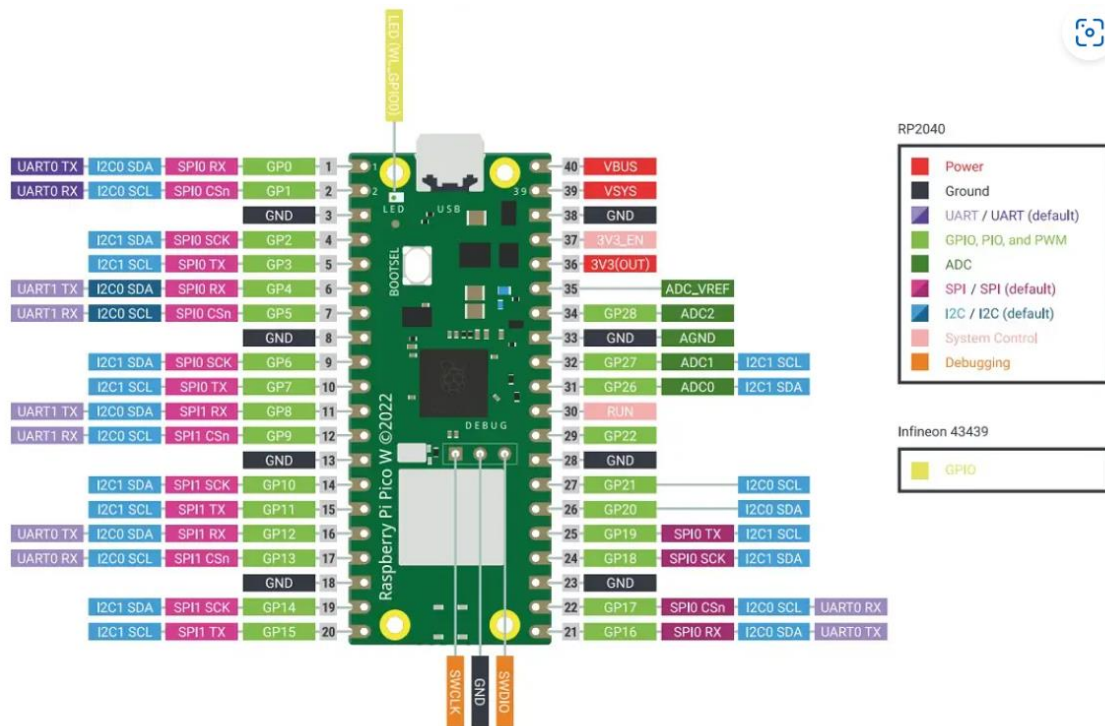 LED (WL_GPIO0)
UART0 TX I2C0 SDA SPI0 RX GP0 1 1 40 VBUS
UART0 RX I2C0 SCL SPI0 CSn GP1 2 2 39 39 VSYS
LED USB
GND 3 38 GND
I2C1 SDA SPI0 SCK GP2 4 37 3V3_EN
I2C1 SCL SPI0 TX GP3 5 BOOTSEL 36 3V3(OUT)
UART1 TX I2C0 SDA SPI0 RX GP4 6 35 ADC_VREF
UART1 RX I2C0 SCL SPI0 CSn GP5 7 34 GP28 ADC2
GND 8 33 GND AGND
I2C1 SDA SPI0 SCK GP6 9 32 GP27 ADC1 I2C1 SCL
I2C1 SCL SPI0 TX GP7 10 31 GP26 ADC0 I2C1 SDA
UART1 TX I2C0 SDA SPI1 RX GP8 11 30 RUN
DEBUG
UART1 RX I2C0 SCL SPI1 CSn GP9 12 29 GP22
GND 13 28 GND
I2C1 SDA SPI1 SCK GP10 14 27 GP21 I2C0 SCL
I2C1 SCL SPI1 TX GP11 15 26 GP20 I2C0 SDA
UART0 TX I2C0 SDA SPI1 RX GP12 16 25 GP19 SPI0 TX I2C1 SCL
UART0 RX I2C0 SCL SPI1 CSn GP13 17 24 GP18 SPI0 SCK I2C1 SDA
GND 18 23 GND
I2C1 SDA SPI1 SCK GP14 19 22 GP17 SPI0 CSn I2C0 SCL UART0 RX
I2C1 SCL SPI1 TX GP15 20 21 GP16 SPI0 RX I2C0 SDA UART0 TX
Raspberry Pi Pico W ©2022
SWCLK GND SWDIO
RP2040
Power
Ground
UART / UART (default)
GPIO, PIO, and PWM
ADC
SPI / SPI (default)
I2C / I2C (default)
System Control
Debugging
Infineon 43439
GPIO